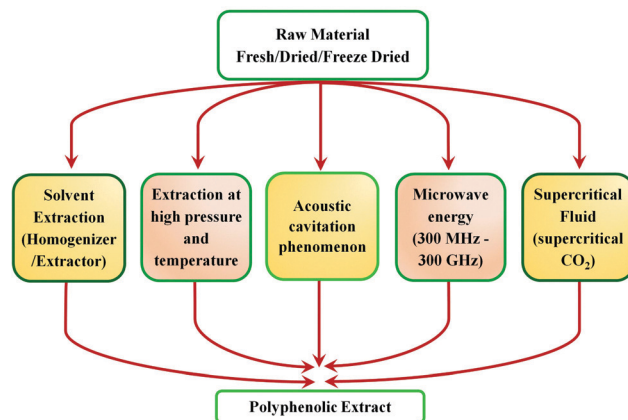 Raw Material
Fresh/Dried/Freeze Dried
Solvent
Extraction
(Homogenizer
/Extractor)
Extraction at
high pressure
and
temperature
Acoustic
cavitation
phenomenon
Microwave
energy
(300 MHz -
300 GHz)
Supercritical
Fluid
(supercritical
CO₂)
Polyphenolic Extract